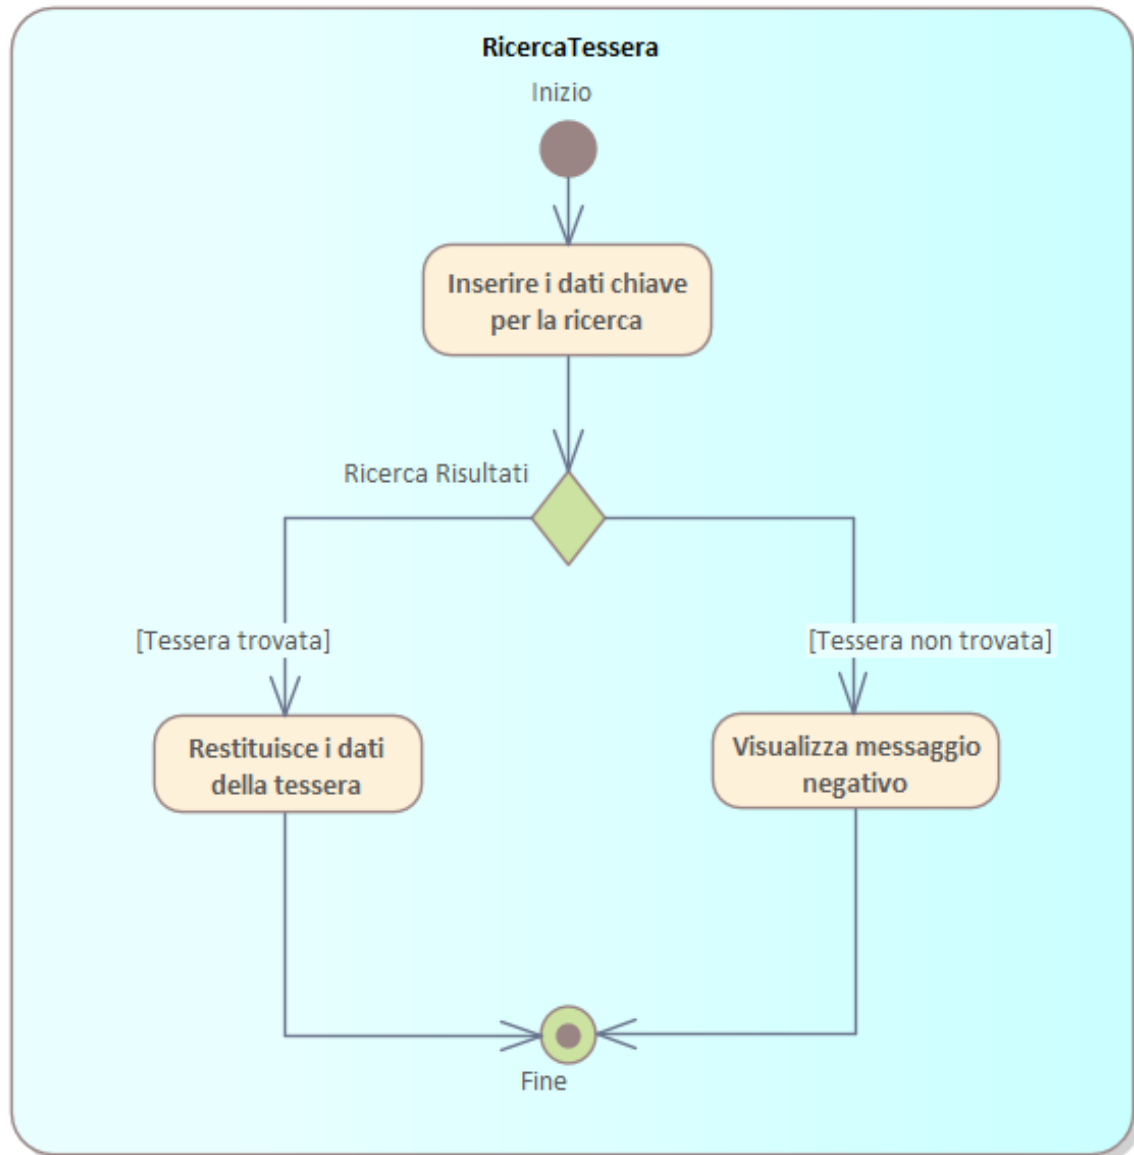 RicercaTessera
Inizio
Inserire i dati chiave
per la ricerca
Ricerca Risultati
[Tessera trovata]
[Tessera non trovata]
Restituisce i dati
della tessera
Visualizza messaggio
negativo
Fine